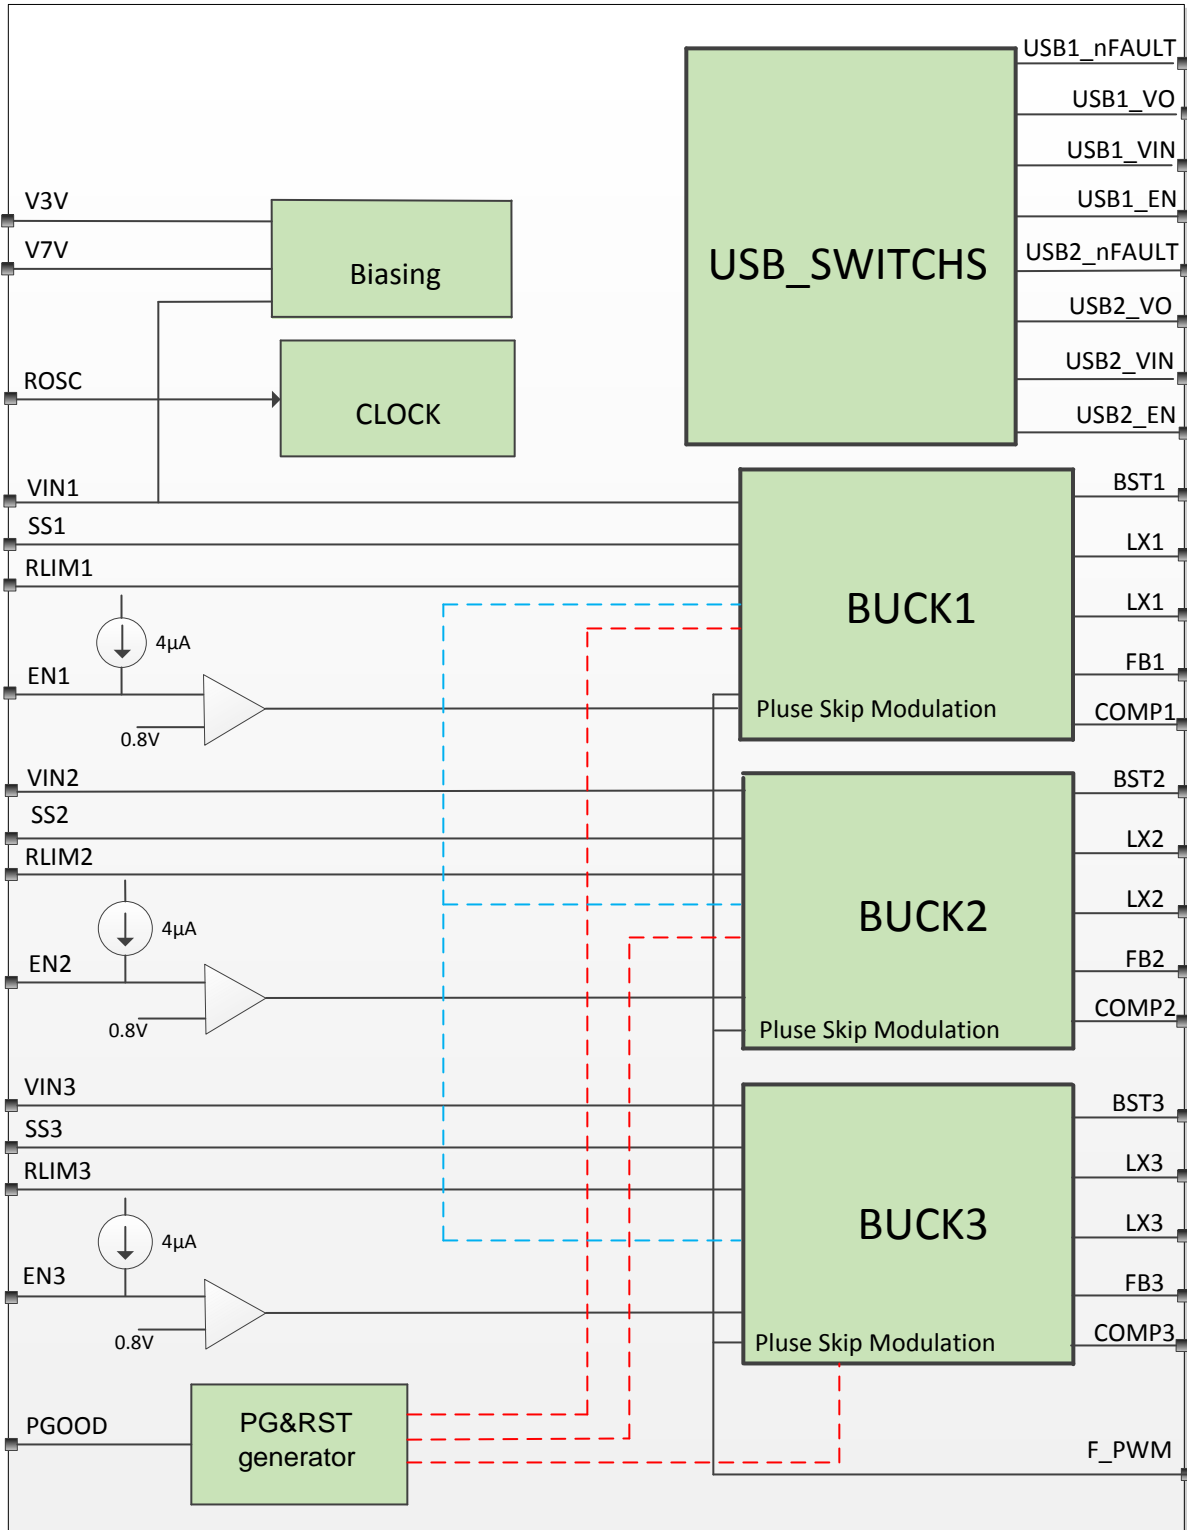 USB1_nFAULT
USB1_VO
USB1_VIN
USB1_EN
USB2_nFAULT
USB2_VO
USB2_VIN
USB2_EN
USB_SWITCHS
V3V
V7V
Biasing
ROSC
CLOCK
VIN1
SS1
RLIM1
4µA
EN1
0.8V
BUCK1
Pluse Skip Modulation
BST1
LX1
LX1
FB1
COMP1
VIN2
SS2
RLIM2
4µA
EN2
0.8V
BUCK2
Pluse Skip Modulation
BST2
LX2
LX2
FB2
COMP2
VIN3
SS3
RLIM3
4µA
EN3
0.8V
BUCK3
Pluse Skip Modulation
BST3
LX3
LX3
FB3
COMP3
PGOOD
PG&RST
generator
F_PWM